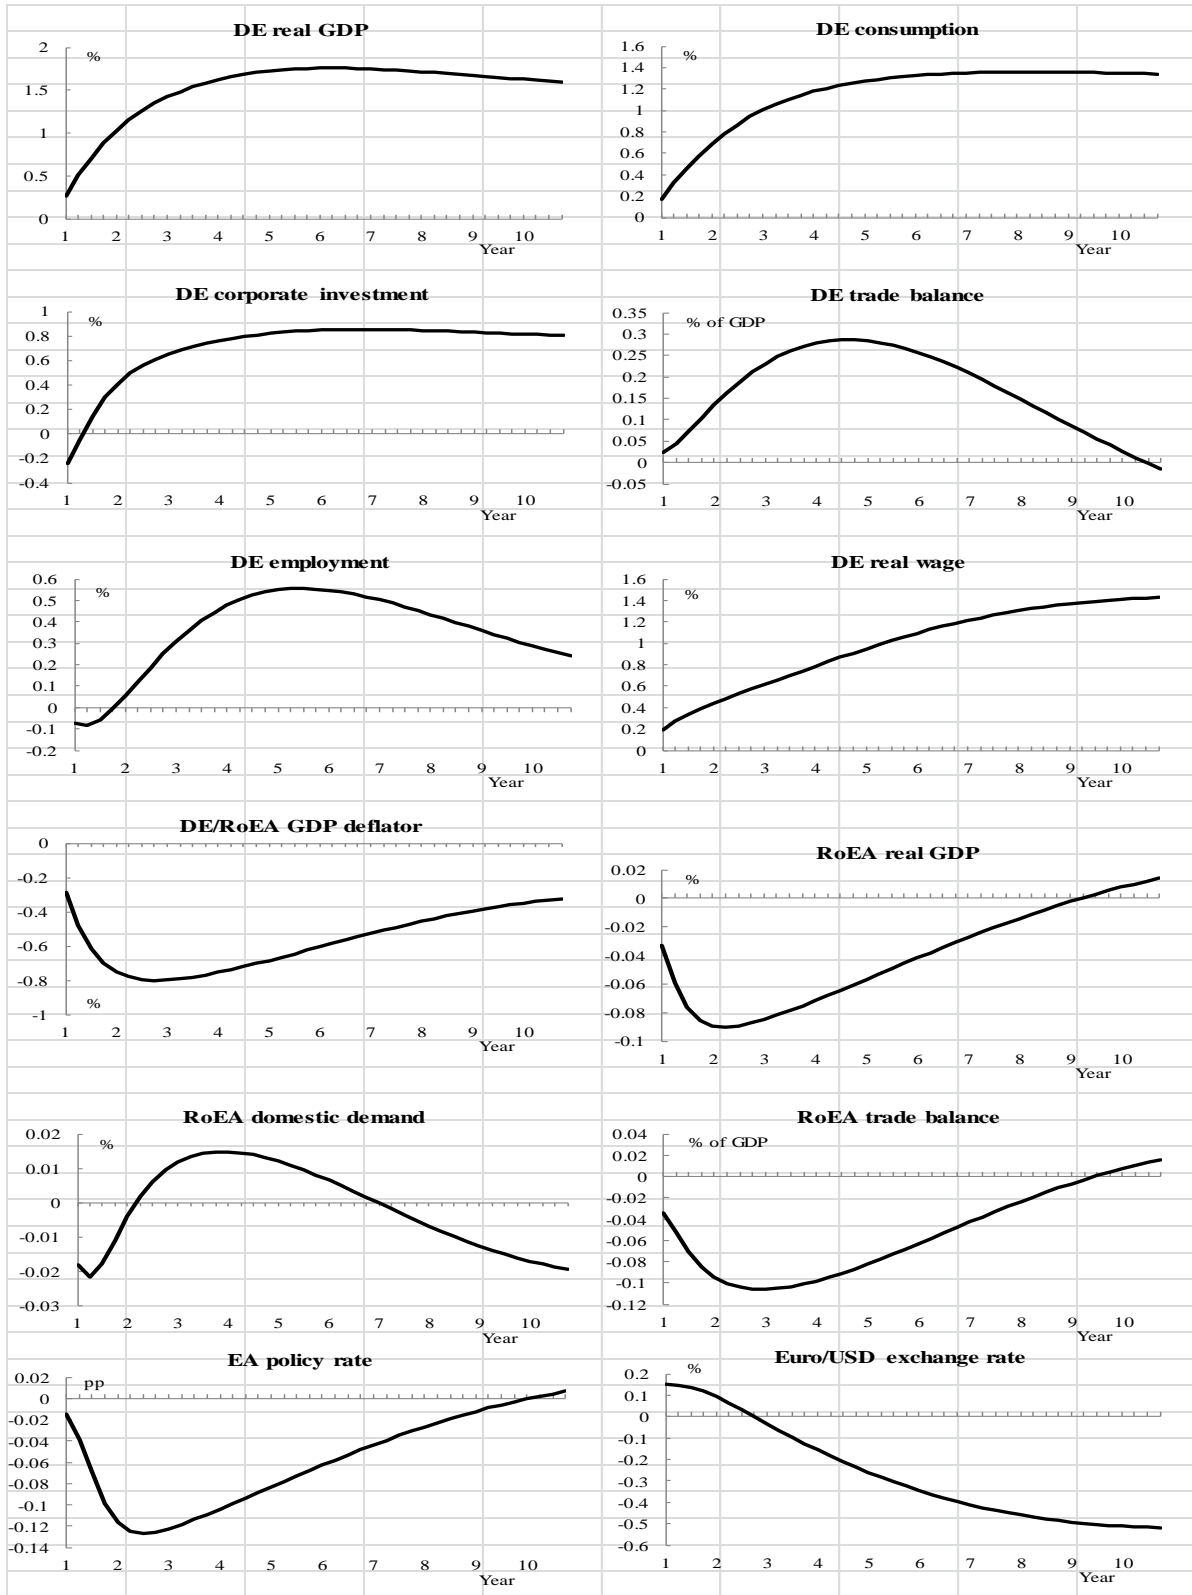 DE real GDP
%
2
1.5
1
0.5
0
1 2 3 4 5 6 7 8 9 10
Year
DE consumption
%
1.6
1.4
1.2
1
0.8
0.6
0.4
0.2
0
1 2 3 4 5 6 7 8 9 10
Year
DE corporate investment
%
1
0.8
0.6
0.4
0.2
0
-0.2
-0.4
1 2 3 4 5 6 7 8 9 10
Year
DE trade balance
% of GDP
0.35
0.3
0.25
0.2
0.15
0.1
0.05
0
-0.05
1 2 3 4 5 6 7 8 9 10
Year
DE employment
%
0.6
0.5
0.4
0.3
0.2
0.1
0
-0.1
-0.2
1 2 3 4 5 6 7 8 9 10
Year
DE real wage
%
1.6
1.4
1.2
1
0.8
0.6
0.4
0.2
0
1 2 3 4 5 6 7 8 9 10
Year
DE/RoEA GDP deflator
0
-0.2
-0.4
-0.6
-0.8
-1
%
1 2 3 4 5 6 7 8 9 10
Year
RoEA real GDP
%
0.02
0
-0.02
-0.04
-0.06
-0.08
-0.1
1 2 3 4 5 6 7 8 9 10
Year
RoEA domestic demand
%
0.02
0.01
0
-0.01
-0.02
-0.03
1 2 3 4 5 6 7 8 9 10
Year
RoEA trade balance
% of GDP
0.04
0.02
0
-0.02
-0.04
-0.06
-0.08
-0.1
-0.12
1 2 3 4 5 6 7 8 9 10
Year
EA policy rate
pp
0.02
0
-0.02
-0.04
-0.06
-0.08
-0.1
-0.12
-0.14
1 2 3 4 5 6 7 8 9 10
Year
Euro/USD exchange rate
%
0.2
0.1
0
-0.1
-0.2
-0.3
-0.4
-0.5
-0.6
1 2 3 4 5 6 7 8 9 10
Year